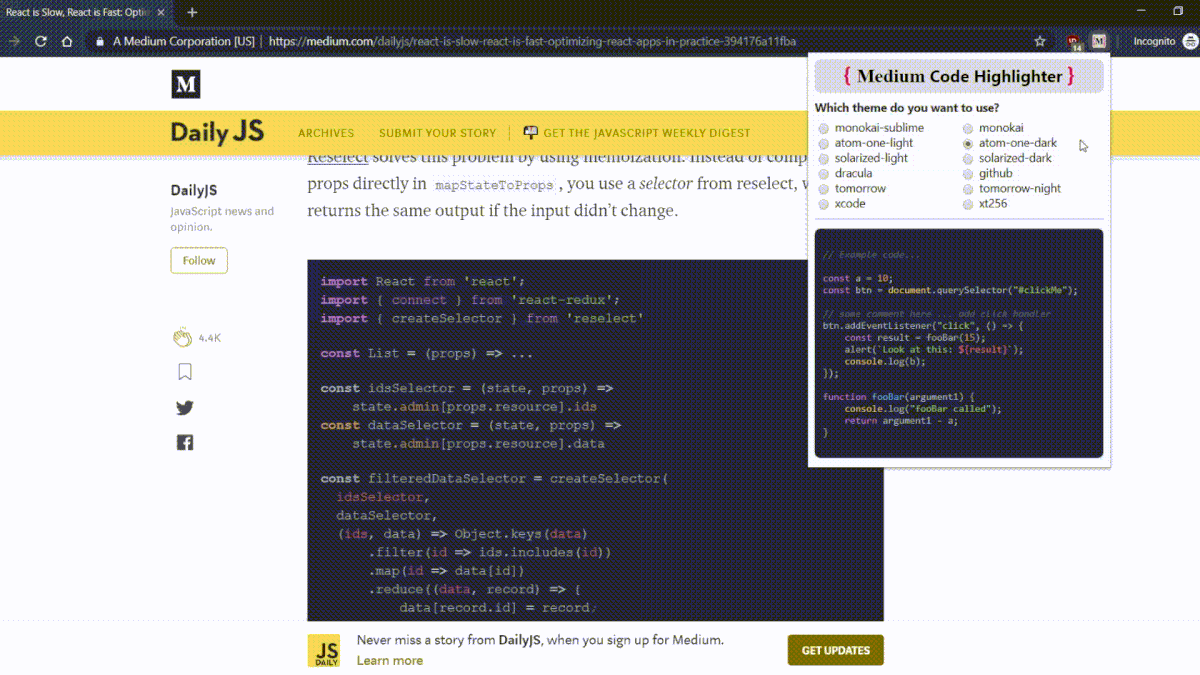 React is Slow, React is Fast: Opti
A Medium Corporation [US] | https://medium.com/dailyjs/react-is-slow-react-is-fast-optimizing-react-apps-in-practice-394176a11fba
14
M
Incognito
M
Daily JS
ARCHIVES
SUBMIT YOUR STORY
GET THE JAVASCRIPT WEEKLY DIGEST
{ Medium Code Highlighter }
Which theme do you want to use?
monokai-sublime
monokai
atom-one-light
atom-one-dark
solarized-light
solarized-dark
dracula
github
tomorrow
tomorrow-night
xcode
xt256
// Example code...
const a = 10;
const btn = document.querySelector("#clickMe");
// some comment here ... add click handler
btn.addEventListener("click", () => {
const result = fooBar(15);
alert(`Look at this: ${result}`);
console.log(b);
});
function fooBar(argument1) {
console.log("fooBar called");
return argument1 - a;
}
DailyJS
JavaScript news and
opinion.
Follow
4.4K
Reselect solves this problem by using memoization. Instead of comp
props directly in mapStateToProps, you use a selector from reselect, w
returns the same output if the input didn't change.
import React from 'react';
import { connect } from 'react-redux';
import { createSelector } from 'reselect'
const List = (props) => ...
const idsSelector = (state, props) =>
state.admin[props.resource].ids
const dataSelector = (state, props) =>
state.admin[props.resource].data
const filteredDataSelector = createSelector(
idsSelector,
dataSelector,
(ids, data) => Object.keys(data)
.filter(id => ids.includes(id))
.map(id => data[id])
.reduce((data, record) => {
data[record.id] = record;
JS
DAILY
Never miss a story from DailyJS, when you sign up for Medium.
Learn more
GET UPDATES